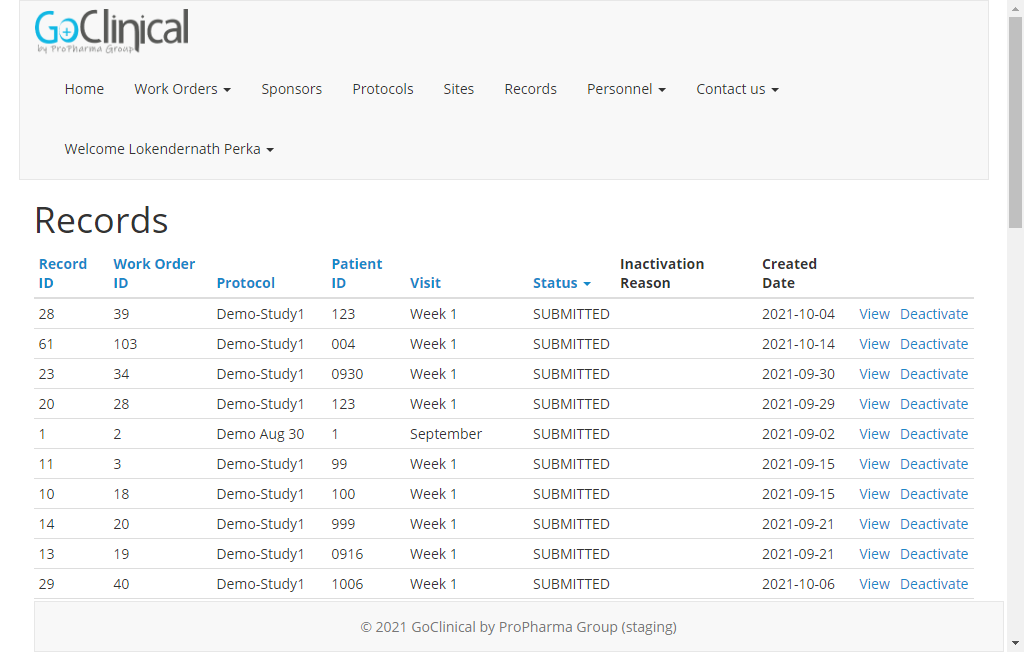 GoClinical
by ProPharma Group
Home Work Orders Sponsors Protocols Sites Records Personnel Contact us
Welcome Lokendernath Perka
Records
Record ID Work Order ID Protocol Patient ID Visit Status Inactivation Reason Created Date
28 39 Demo-Study1 123 Week 1 SUBMITTED 2021-10-04 View Deactivate
61 103 Demo-Study1 004 Week 1 SUBMITTED 2021-10-14 View Deactivate
23 34 Demo-Study1 0930 Week 1 SUBMITTED 2021-09-30 View Deactivate
20 28 Demo-Study1 123 Week 1 SUBMITTED 2021-09-29 View Deactivate
1 2 Demo Aug 30 1 September SUBMITTED 2021-09-02 View Deactivate
11 3 Demo-Study1 99 Week 1 SUBMITTED 2021-09-15 View Deactivate
10 18 Demo-Study1 100 Week 1 SUBMITTED 2021-09-15 View Deactivate
14 20 Demo-Study1 999 Week 1 SUBMITTED 2021-09-21 View Deactivate
13 19 Demo-Study1 0916 Week 1 SUBMITTED 2021-09-21 View Deactivate
29 40 Demo-Study1 1006 Week 1 SUBMITTED 2021-10-06 View Deactivate
© 2021 GoClinical by ProPharma Group (staging)